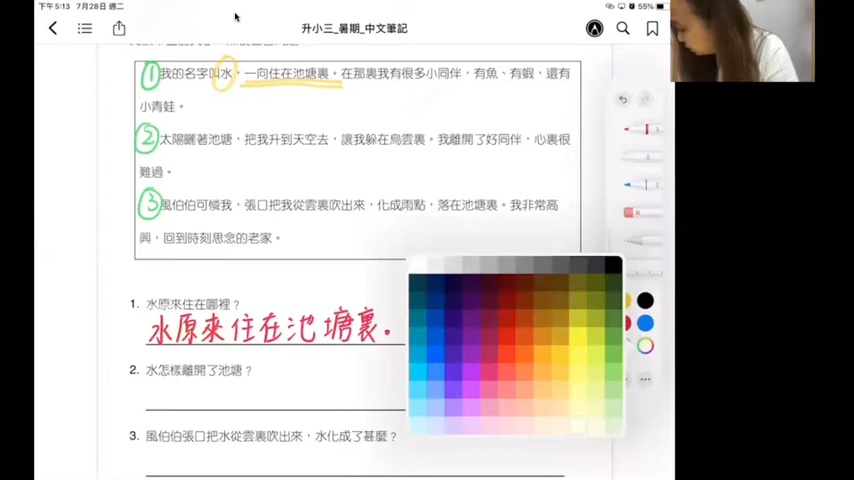 下午5:13 7月28日 週二
55%
升小三_暑期_中文筆記
1 我的名字叫水，一向住在池塘裏。在那裏我有很多小同伴，有魚、有蝦，還有
小青蛙。
2 太陽曬著池塘，把我升到天空去，讓我躲在烏雲裏。我離開了好同伴，心裏很
難過。
3 風伯伯可憐我，張口把我從雲裏吹出來，化成雨點，落在池塘裏。我非常高
興，回到時刻思念的老家。
1. 水原來住在哪裡？
水原來住在池塘裏。
2. 水怎樣離開了池塘？
3. 風伯伯張口把水從雲裏吹出來，水化成了甚麼？